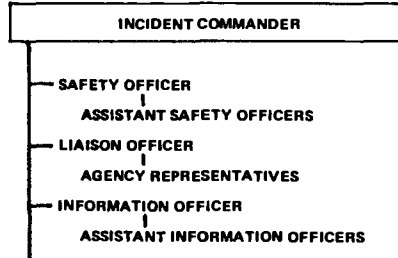 INCIDENT COMMANDER
SAFETY OFFICER
ASSISTANT SAFETY OFFICERS
LIAISON OFFICER
AGENCY REPRESENTATIVES
INFORMATION OFFICER
ASSISTANT INFORMATION OFFICERS